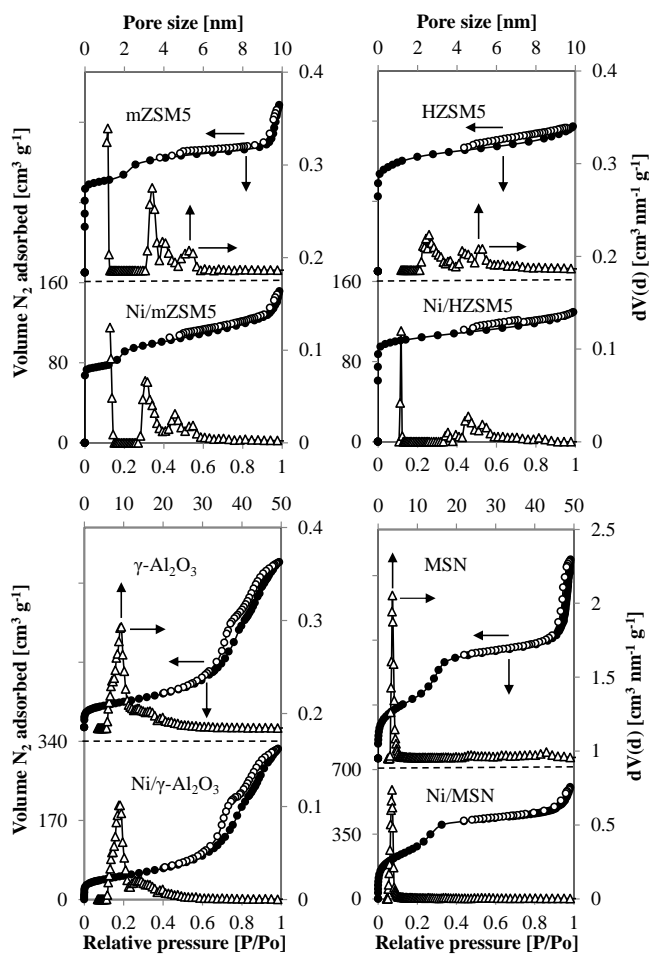 Pore size [nm]
0 2 4 6 8 10
0 2 4 6 8 10
mZSM5
HZSM5
0.4
0.3
0.2
0.1
0
0.4
0.3
0.2
0.1
0
Volume N2 adsorbed [cm3 g-1]
dV(d) [cm3 nm-1 g-1]
160
80
0
160
80
0
Ni/mZSM5
Ni/HZSM5
0 0.2 0.4 0.6 0.8 1
0 0.2 0.4 0.6 0.8 1
0 10 20 30 40 50
0 10 20 30 40 50
γ-Al2O3
MSN
0.4
0.3
0.2
0.1
0
2.5
2
1.5
1
0.5
0
Volume N2 adsorbed [cm3 g-1]
dV(d) [cm3 nm-1 g-1]
340
170
0
700
350
0
Ni/γ-Al2O3
Ni/MSN
0 0.2 0.4 0.6 0.8 1
0 0.2 0.4 0.6 0.8 1
Relative pressure [P/Po]
Relative pressure [P/Po]
Pore size [nm]